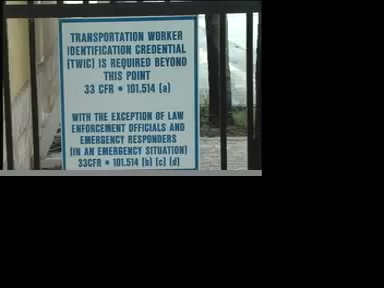 TRANSPORTATION WORKER
IDENTIFICATION CREDENTIAL
(TWIC) IS REQUIRED BEYOND
THIS POINT
33 CFR • 101.514 (a)
WITH THE EXCEPTION OF LAW
ENFORCEMENT OFFICIALS AND
EMERGENCY RESPONDERS
(IN AN EMERGENCY SITUATION)
33CFR • 101.514 (b) (c) (d)